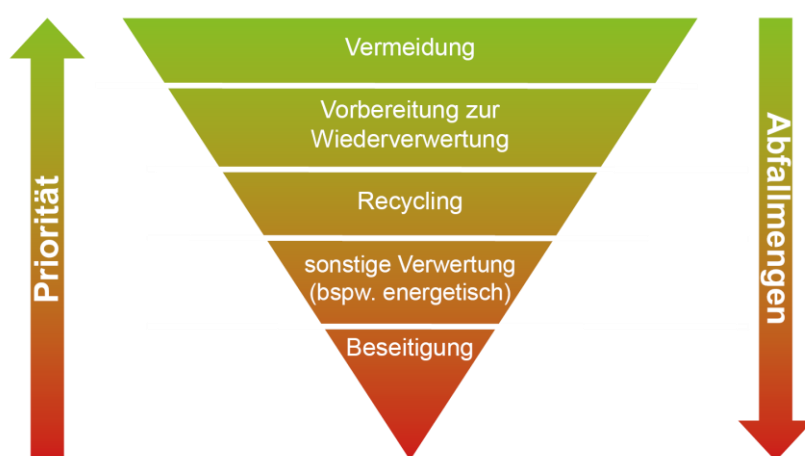 Priorität
Vermeidung
Vorbereitung zur
Wiederverwertung
Recycling
sonstige Verwertung
(bspw. energetisch)
Beseitigung
Abfallmengen